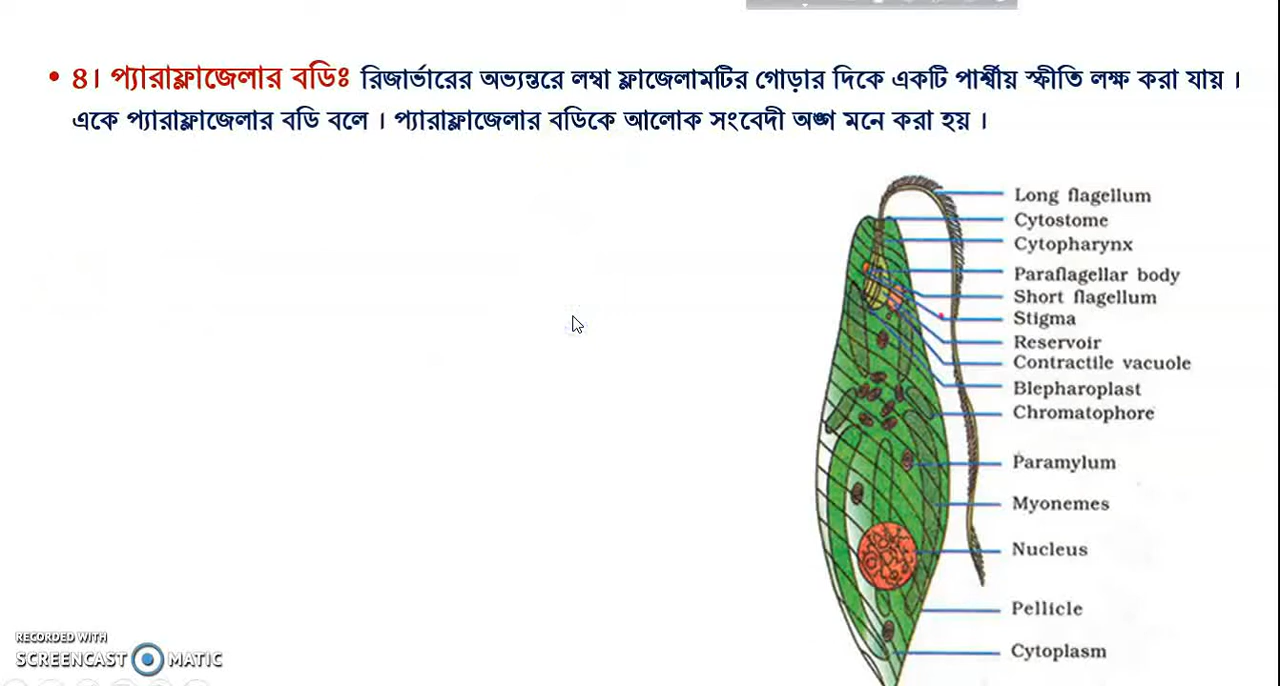 • ৪। প্যারাফ্লাজেলার বডিঃ রিজার্ভারের অভ্যন্তরে লম্বা ফ্লাজেলামটির গোড়ার দিকে একটি পার্শ্বীয় স্ফীতি লক্ষ করা যায় ।
একে প্যারাফ্লাজেলার বডি বলে । প্যারাফ্লাজেলার বডিকে আলোক সংবেদী অঙ্গ মনে করা হয় ।
Long flagellum
Cytostome
Cytopharynx
Paraflagellar body
Short flagellum
Stigma
Reservoir
Contractile vacuole
Blepharoplast
Chromatophore
Paramylum
Myonemes
Nucleus
Pellicle
Cytoplasm
RECORDED WITH
SCREENCAST MATIC